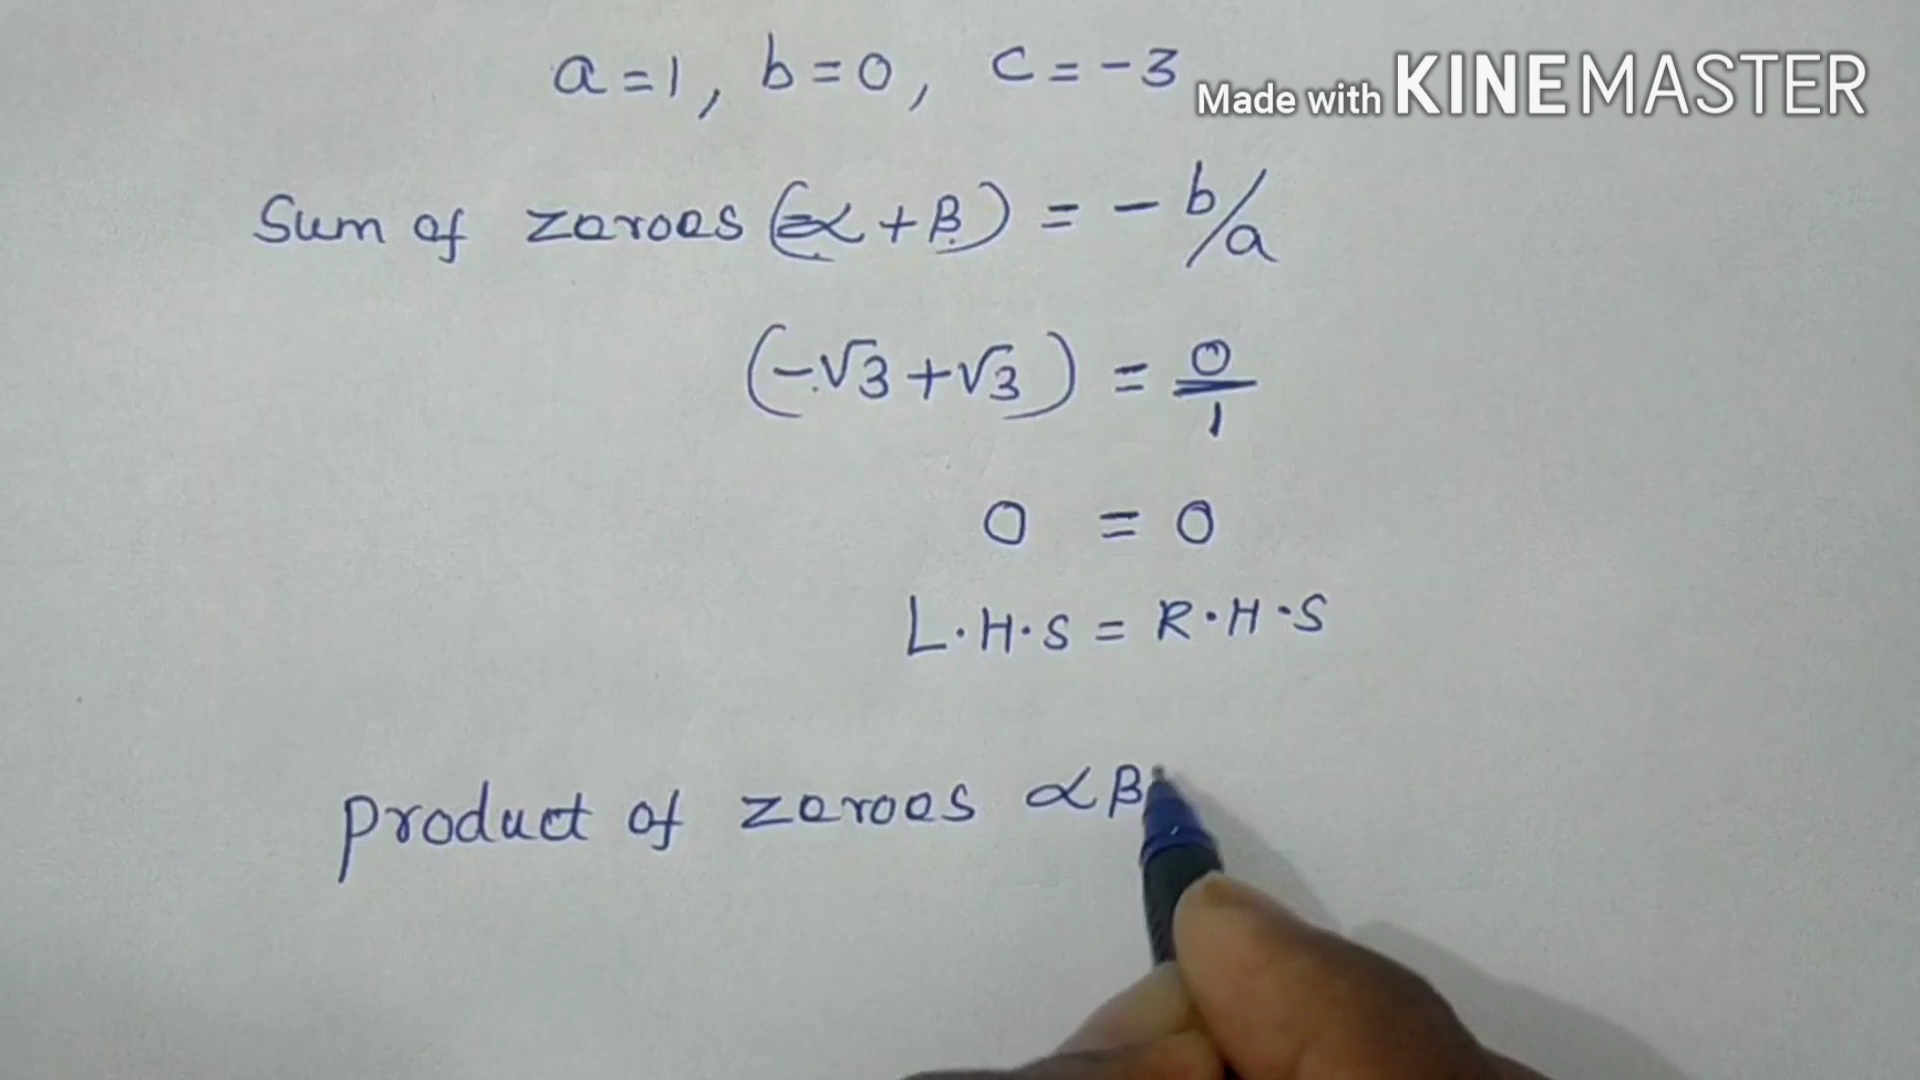 a=1, b=0, c=-3
Made with KINEMASTER
Sum of zeroes (α+β) = -b/a
(-√3+√3) = 0/1
0 = 0
L.H.S = R.H.S
product of zeroes αβ